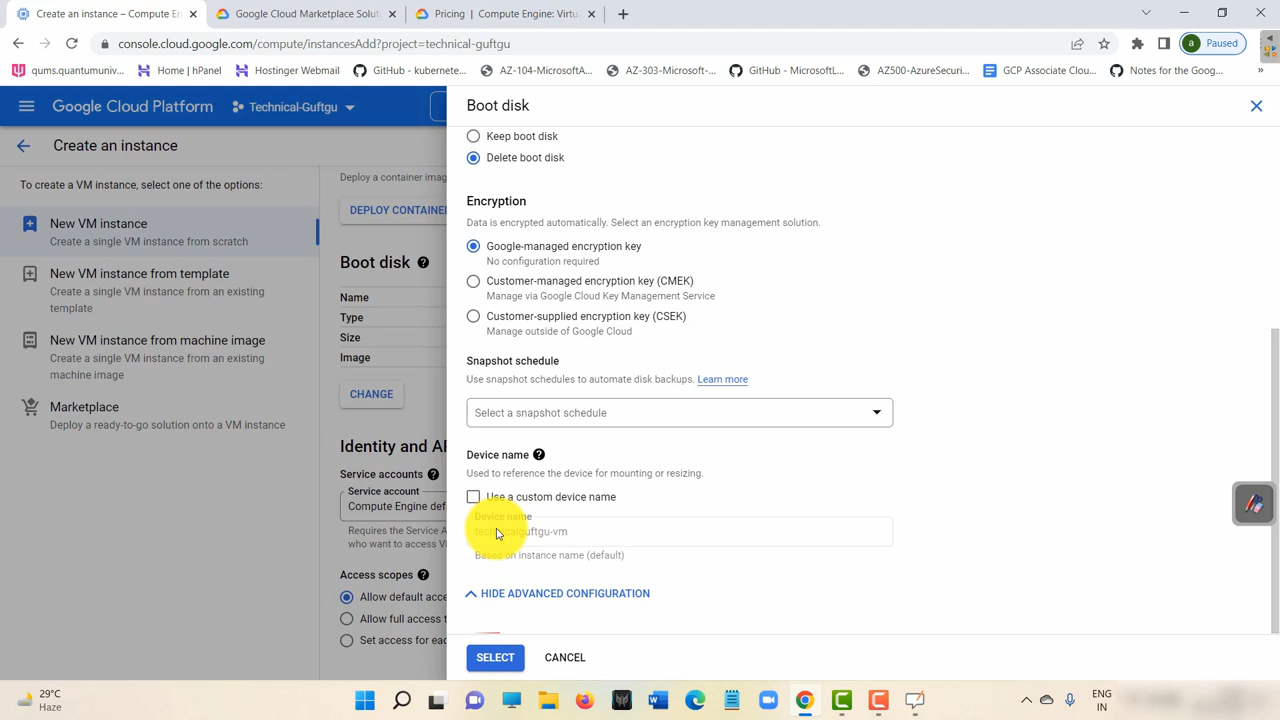 Create an instance – Compute En
Google Cloud Marketplace Soluti
Pricing | Compute Engine: Virtu
console.cloud.google.com/compute/instancesAdd?project=technical-guftgu
a Paused
qums.quantumuniv...
Home | hPanel
Hostinger Webmail
GitHub - kubernete...
AZ-104-MicrosoftA...
AZ-303-Microsoft-...
GitHub - MicrosoftL...
AZ500-AzureSecuri...
GCP Associate Clou...
Notes for the Goog...
»
Google Cloud Platform
Technical-Guftgu
Create an instance
To create a VM instance, select one of the options:
New VM instance
Create a single VM instance from scratch
New VM instance from template
Create a single VM instance from an existing
template
New VM instance from machine image
Create a single VM instance from an existing
machine image
Marketplace
Deploy a ready-to-go solution onto a VM instance
Deploy a container imag
DEPLOY CONTAINE
Boot disk
Name
Type
Size
Image
CHANGE
Identity and AP
Service accounts
Service account
Compute Engine def
Requires the Service A
who want to access V
Access scopes
Allow default acce
Allow full access t
Set access for eac
Boot disk
Keep boot disk
Delete boot disk
Encryption
Data is encrypted automatically. Select an encryption key management solution.
Google-managed encryption key
No configuration required
Customer-managed encryption key (CMEK)
Manage via Google Cloud Key Management Service
Customer-supplied encryption key (CSEK)
Manage outside of Google Cloud
Snapshot schedule
Use snapshot schedules to automate disk backups. Learn more
Select a snapshot schedule
Device name
Used to reference the device for mounting or resizing.
Use a custom device name
Device name
technicalguftgu-vm
Based on instance name (default)
HIDE ADVANCED CONFIGURATION
SELECT
CANCEL
29°C
Haze
ENG
IN